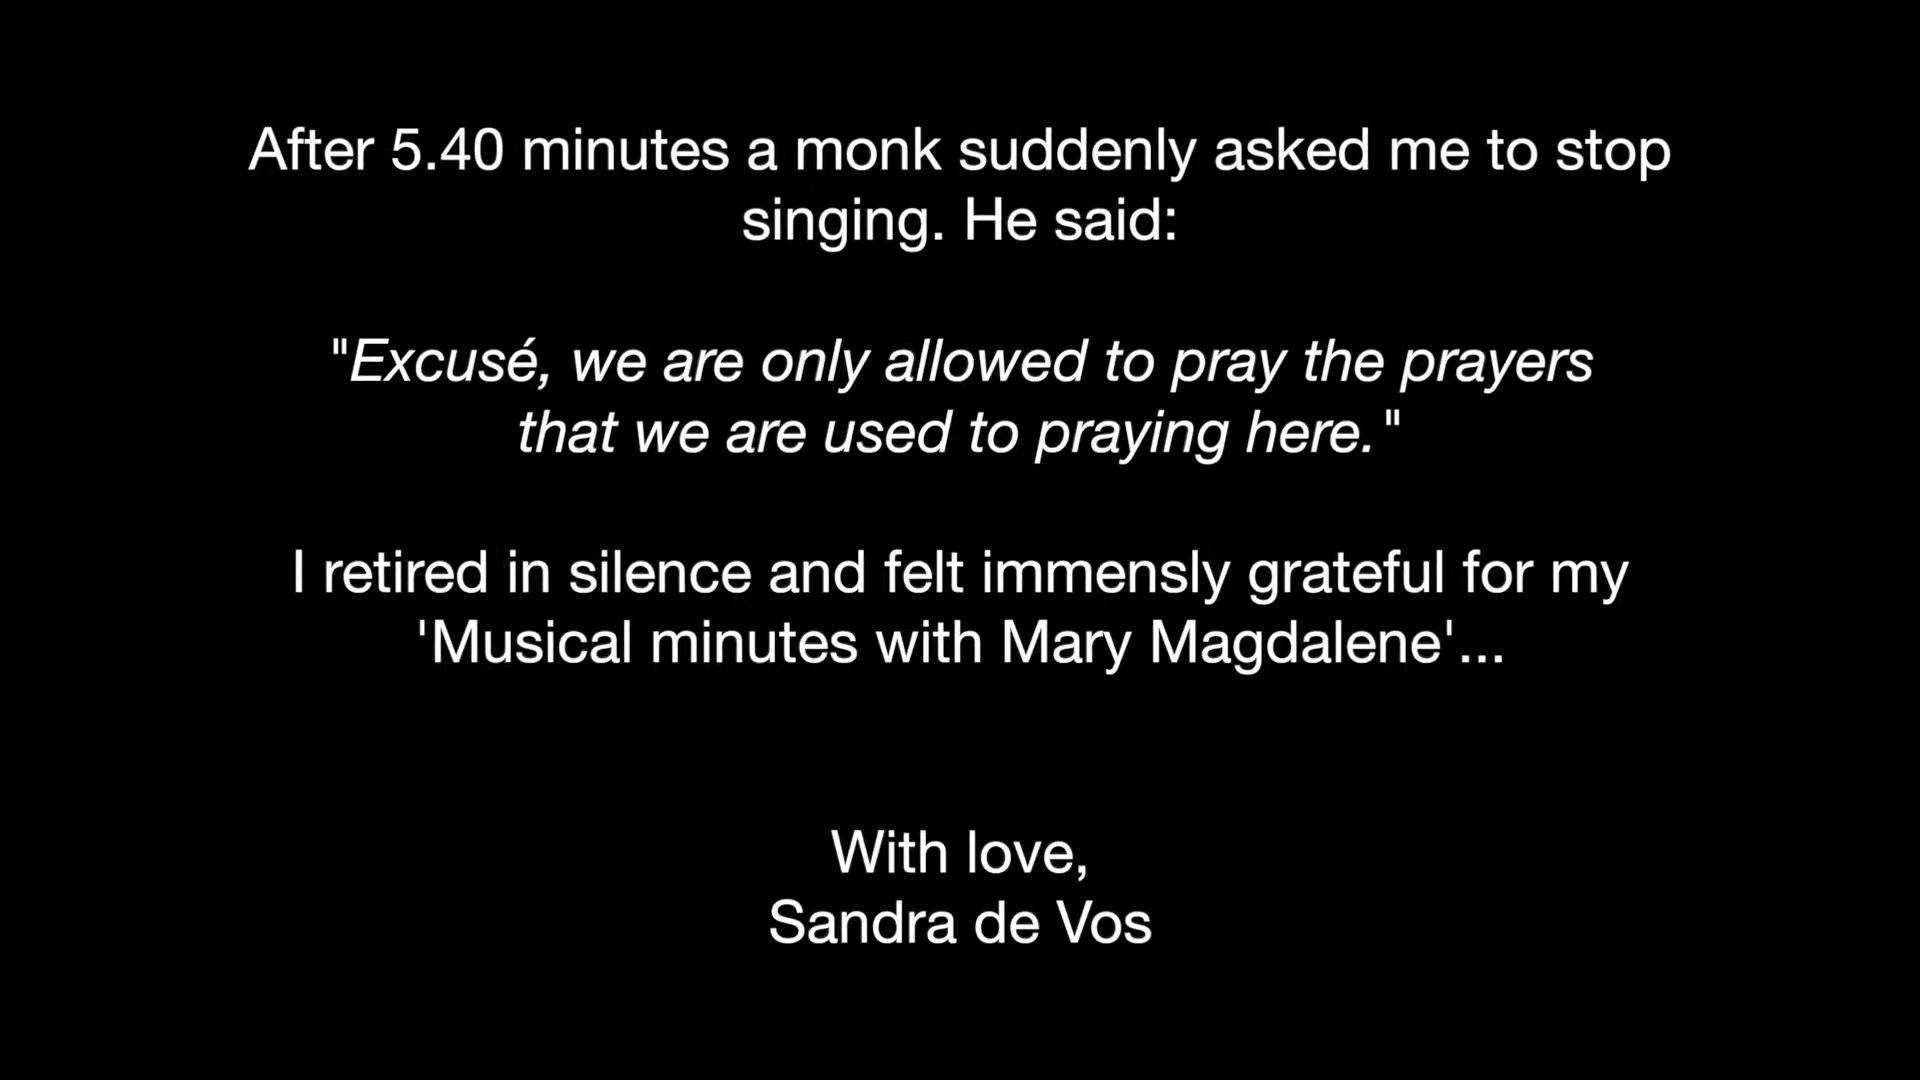 After 5.40 minutes a monk suddenly asked me to stop
singing. He said:
"Excusé, we are only allowed to pray the prayers
that we are used to praying here."
I retired in silence and felt immensly grateful for my
'Musical minutes with Mary Magdalene'...
With love,
Sandra de Vos